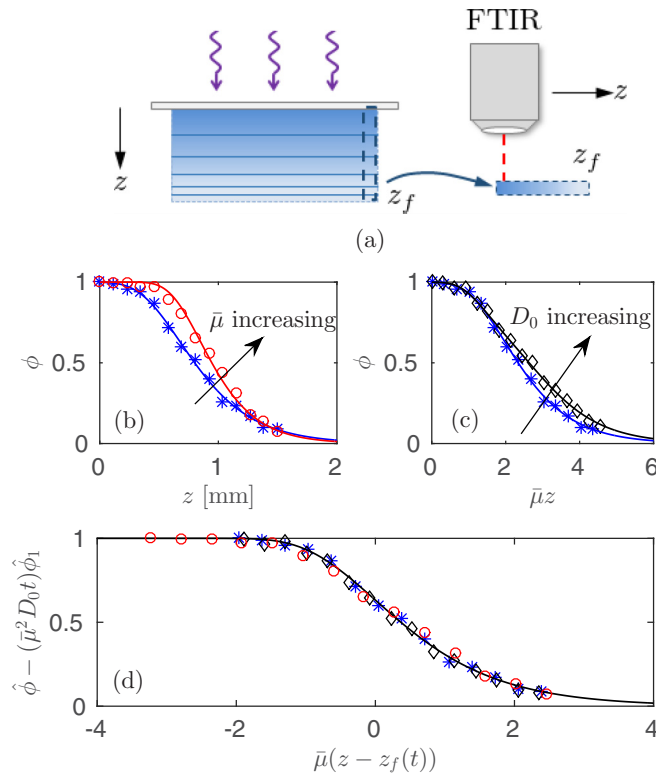 FTIR
z
z
z_f
z_f
(a)
1
0.5
0
ϕ
μ̄ increasing
(b)
0
1
2
z [mm]
1
0.5
0
ϕ
D_0 increasing
(c)
0
2
4
6
μ̄z
1
0.5
0
ϕ̂ − (μ̄²D_0t)ϕ̂_1
(d)
-4
-2
0
2
4
μ̄(z − z_f(t))